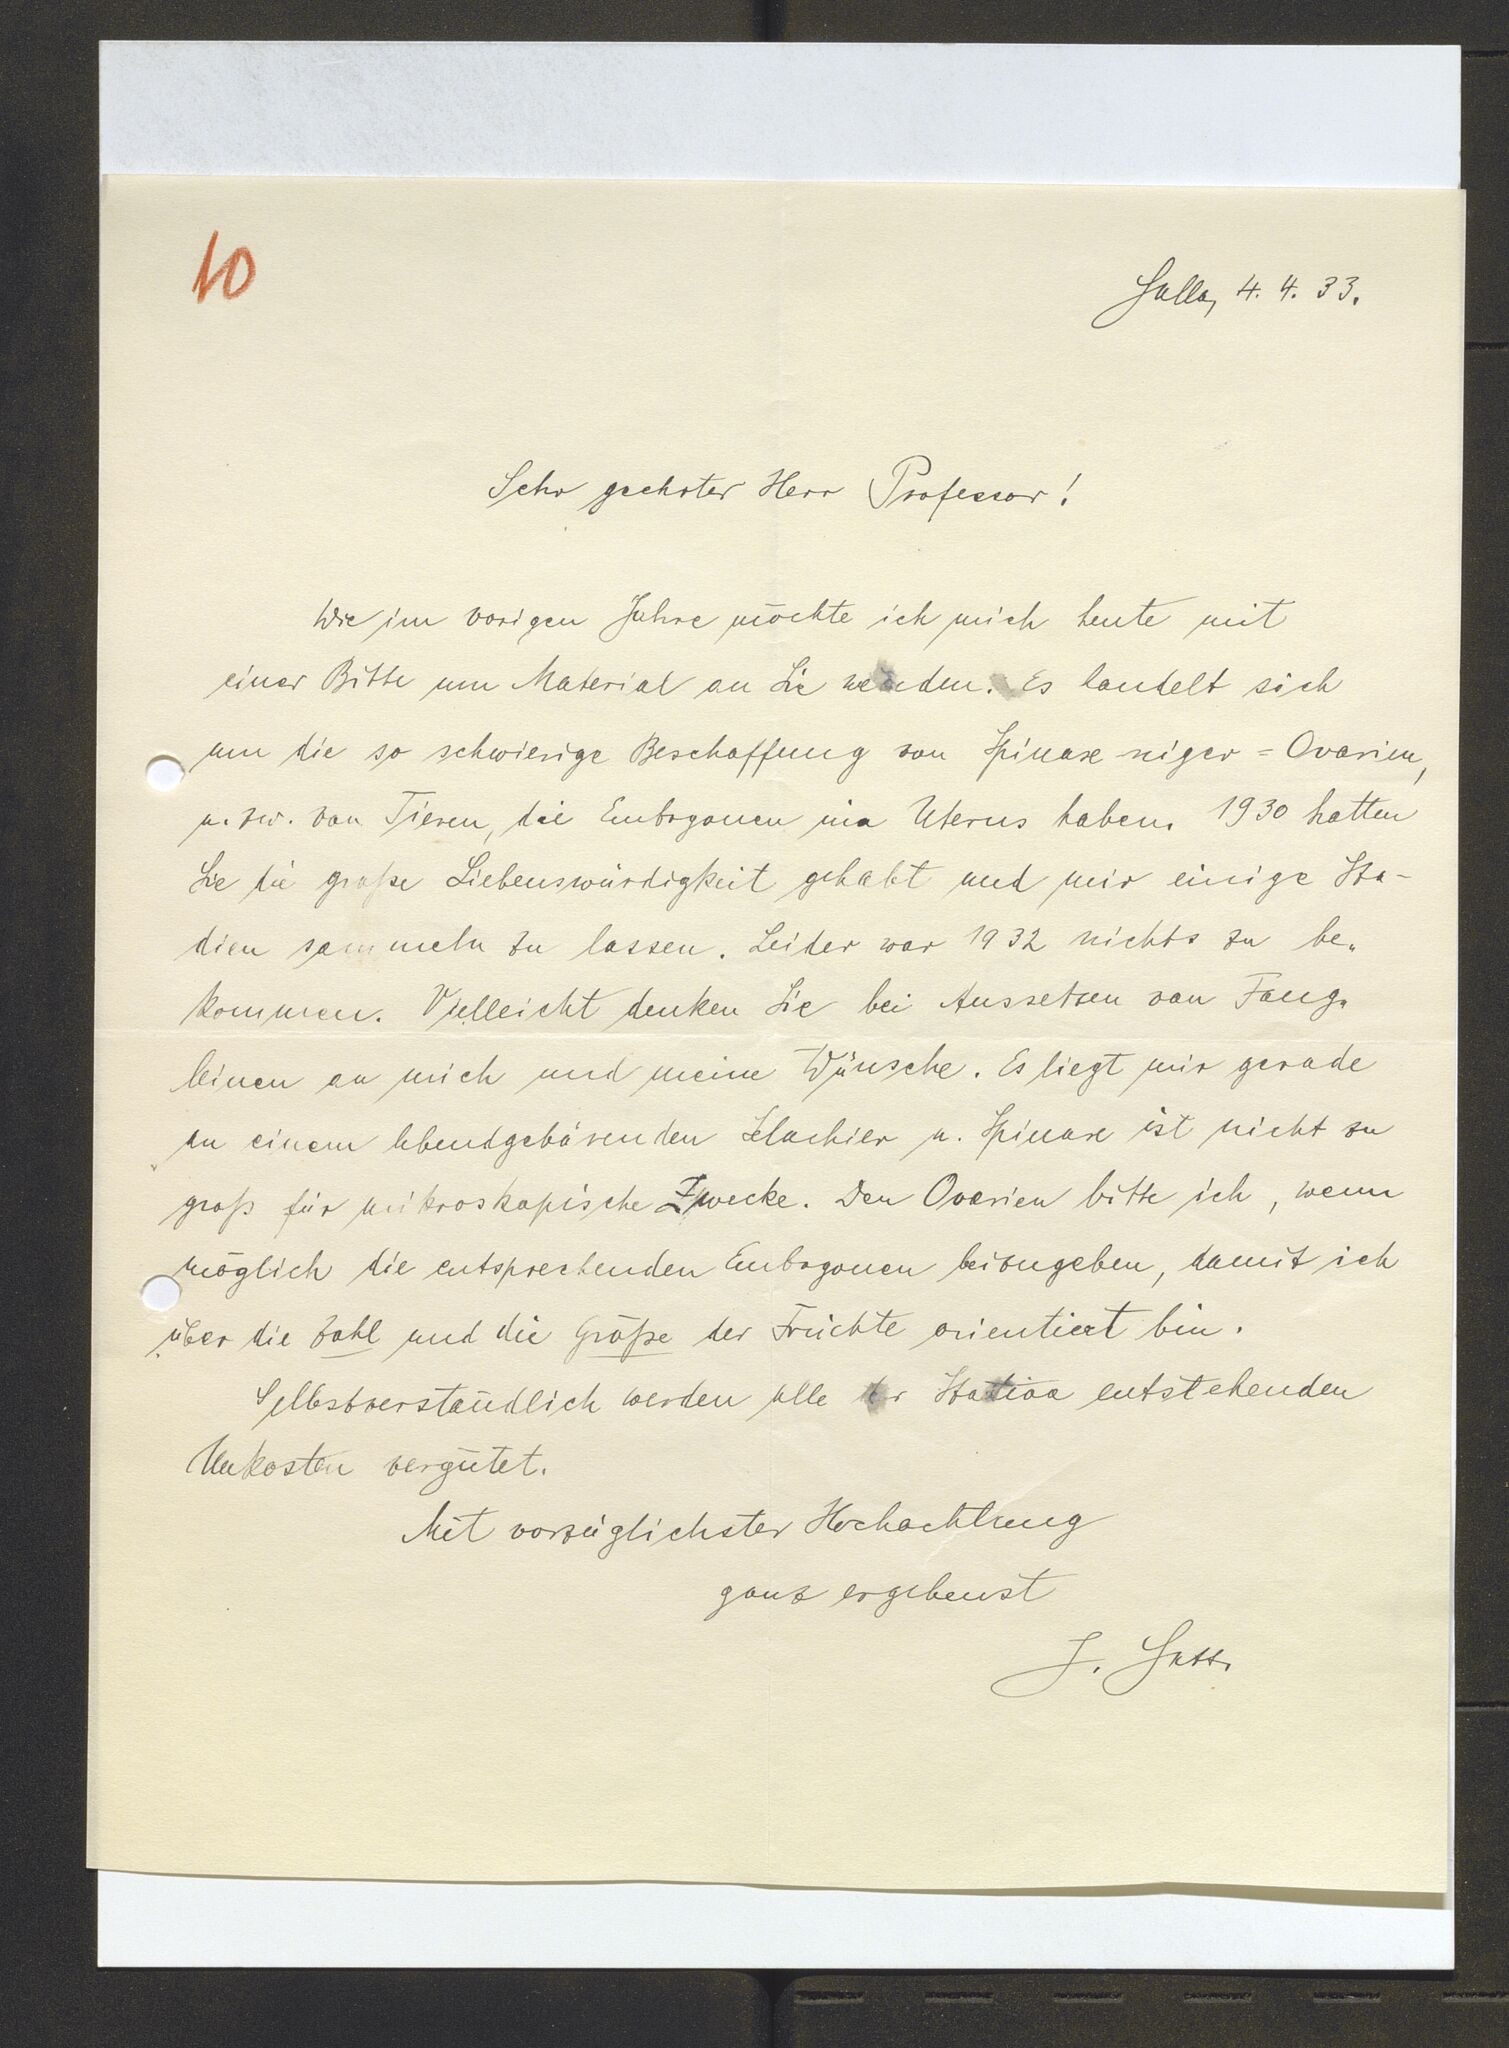 10
Halle, 4. 4. 33.
Sehr geehrter Herr Professor!
Wie im vorigen Jahre möchte ich mich heute mit
einer Bitte um Material an Sie wenden. Es handelt sich
um die so schwierige Beschaffung von Spinax niger = Ovarien,
u. zw. von Tieren, die Embryonen im Uterus haben. 1930 hatten
Sie die große Liebenswürdigkeit gehabt und mir einige Sta-
dien sammeln zu lassen. Leider war 1932 nichts zu be-
kommen. Vielleicht denken Sie bei Aussetzen von Fang-
leinen an mich und meine Wünsche. Es liegt mir gerade
an einem lebendgebärenden Selachier u. Spinax ist nicht zu
groß für mikroskopische Zwecke. Den Ovarien bitte ich, wenn
möglich die entsprechenden Embryonen beizugeben, damit ich
über die Zahl und die Größe der Früchte orientiert bin.
Selbstverständlich werden alle der Station entstehenden
Unkosten vergütet.
Mit vorzüglichster Hochachtung
ganz ergebenst